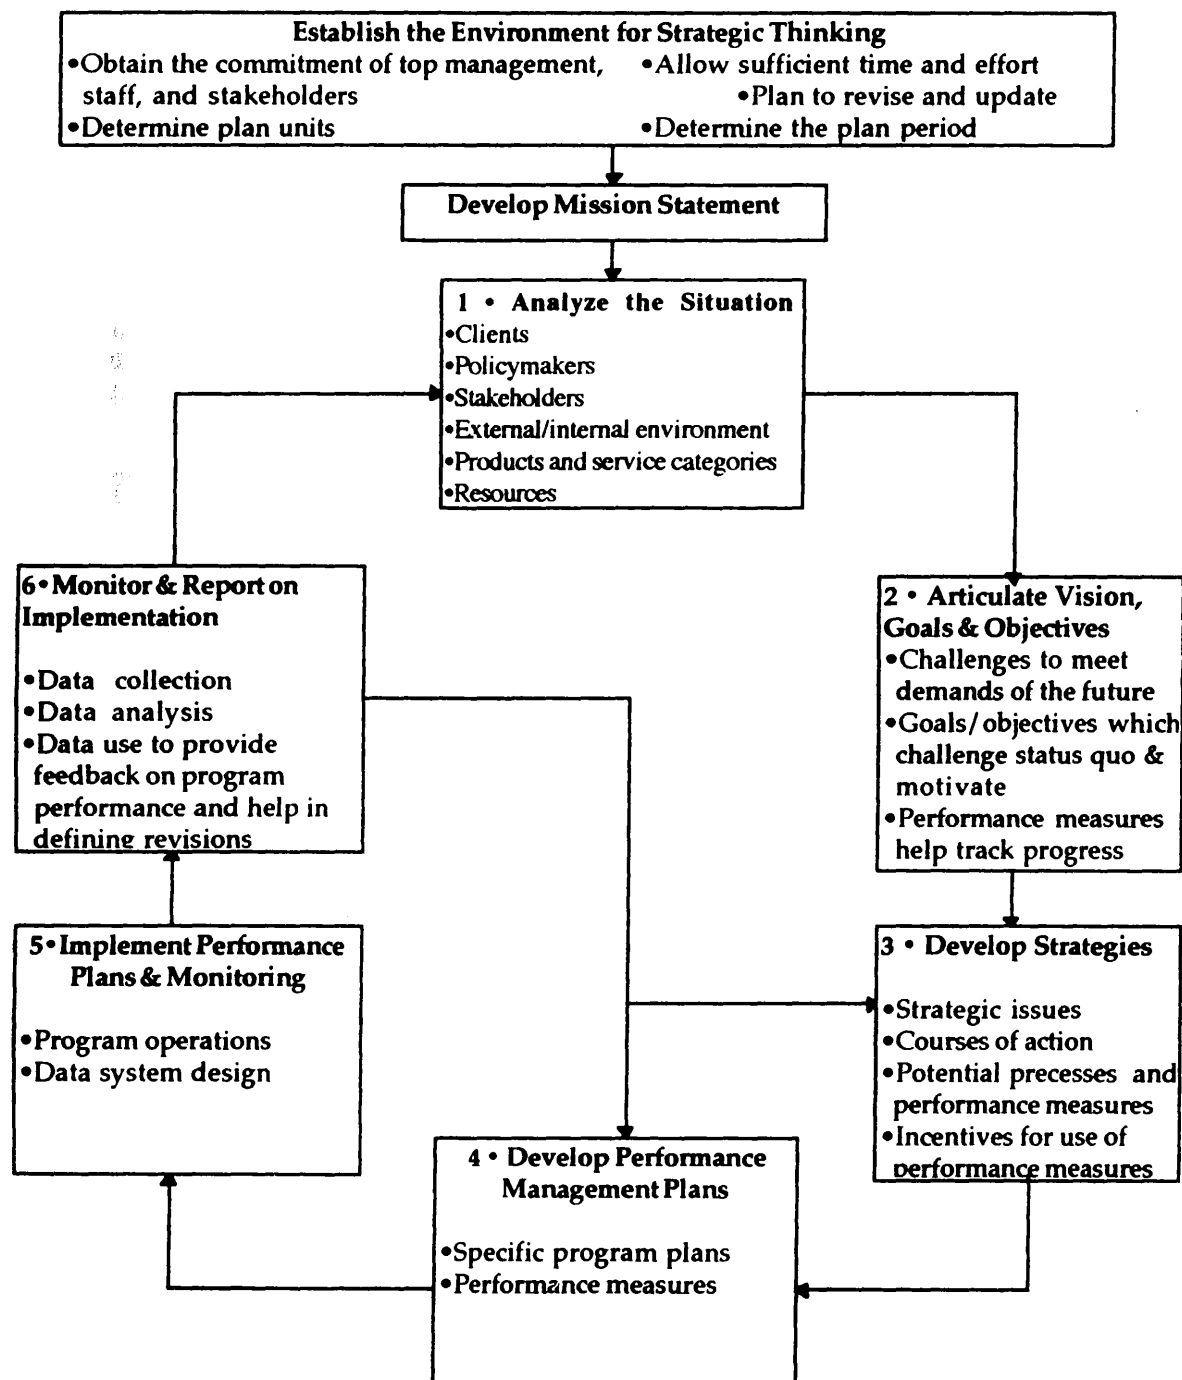 Establish the Environment for Strategic Thinking
•Obtain the commitment of top management,
staff, and stakeholders
•Determine plan units
•Allow sufficient time and effort
•Plan to revise and update
•Determine the plan period
Develop Mission Statement
1 • Analyze the Situation
•Clients
•Policymakers
•Stakeholders
•External/internal environment
•Products and service categories
•Resources
2 • Articulate Vision,
Goals & Objectives
•Challenges to meet
demands of the future
•Goals/objectives which
challenge status quo &
motivate
•Performance measures
help track progress
3 • Develop Strategies
•Strategic issues
•Courses of action
•Potential precesses and
performance measures
•Incentives for use of
performance measures
4 • Develop Performance
Management Plans
•Specific program plans
•Performance measures
5•Implement Performance
Plans & Monitoring
•Program operations
•Data system design
6•Monitor & Report on
Implementation
•Data collection
•Data analysis
•Data use to provide
feedback on program
performance and help in
defining revisions